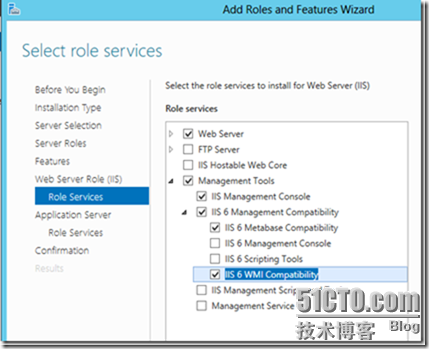 Add Roles and Features Wizard
Select role services
Before You Begin
Installation Type
Server Selection
Server Roles
Features
Web Server Role (IIS)
Role Services
Application Server
Role Services
Confirmation
Results
Select the role services to install for Web Server (IIS)
Role services
Web Server
FTP Server
IIS Hostable Web Core
Management Tools
IIS Management Console
IIS 6 Management Compatibility
IIS 6 Metabase Compatibility
IIS 6 Management Console
IIS 6 Scripting Tools
IIS 6 WMI Compatibility
IIS Management Scrip
Management Service
51CTO.com
技术博客 Blog